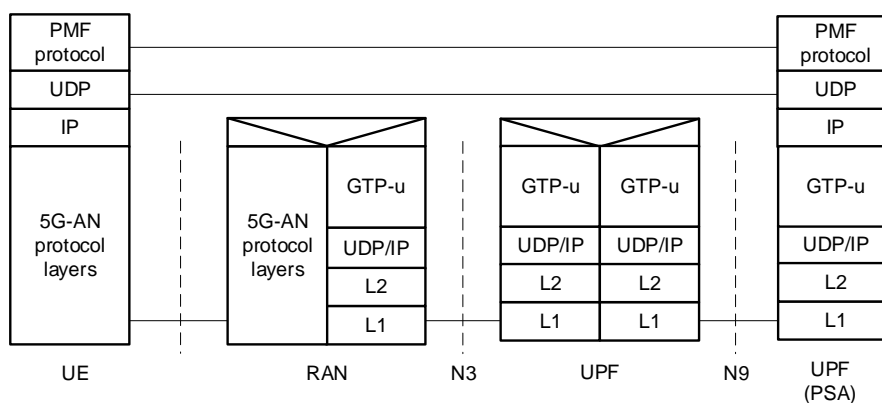 PMF
protocol
UDP
IP
5G-AN
protocol
layers
UE
5G-AN
protocol
layers
GTP-u
UDP/IP
L2
L1
RAN
N3
GTP-u
GTP-u
UDP/IP
UDP/IP
L2
L2
L1
L1
UPF
N9
PMF
protocol
UDP
IP
GTP-u
UDP/IP
L2
L1
UPF
(PSA)